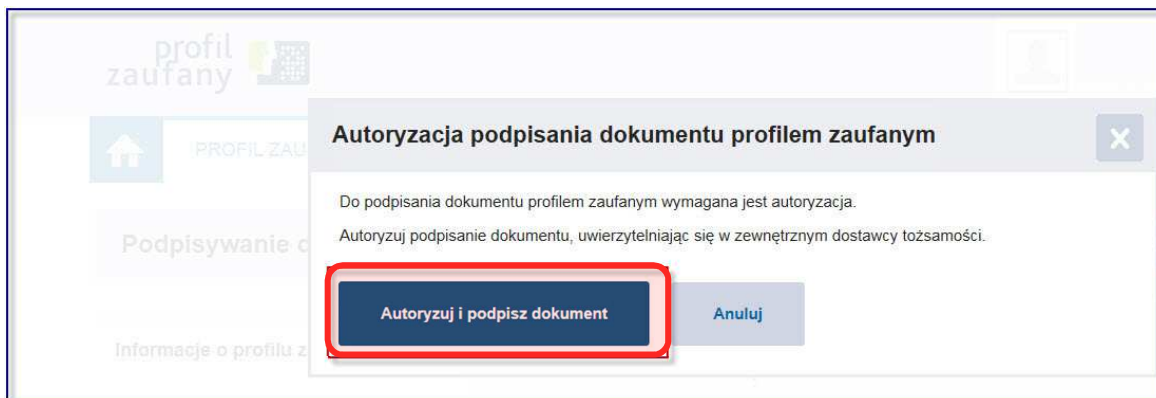 profil
zaufany
Autoryzacja podpisania dokumentu profilem zaufanym
PROFIL ZAU
Do podpisania dokumentu profilem zaufanym wymagana jest autoryzacja.
Autoryzuj podpisanie dokumentu, uwierzytelniając się w zewnętrznym dostawcy tożsamości.
Podpisywanie d
Autoryzuj i podpisz dokument
Anuluj
Informacje o profilu z